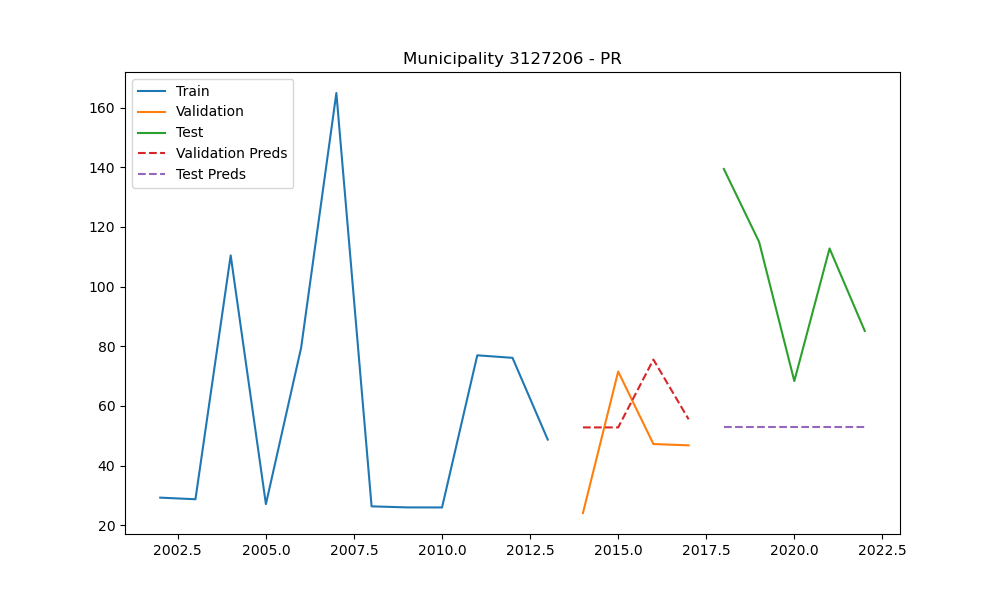 Municipality 3127206 - PR
Train
Validation
Test
Validation Preds
Test Preds
160
140
120
100
80
60
40
20
2002.5 2005.0 2007.5 2010.0 2012.5 2015.0 2017.5 2020.0 2022.5